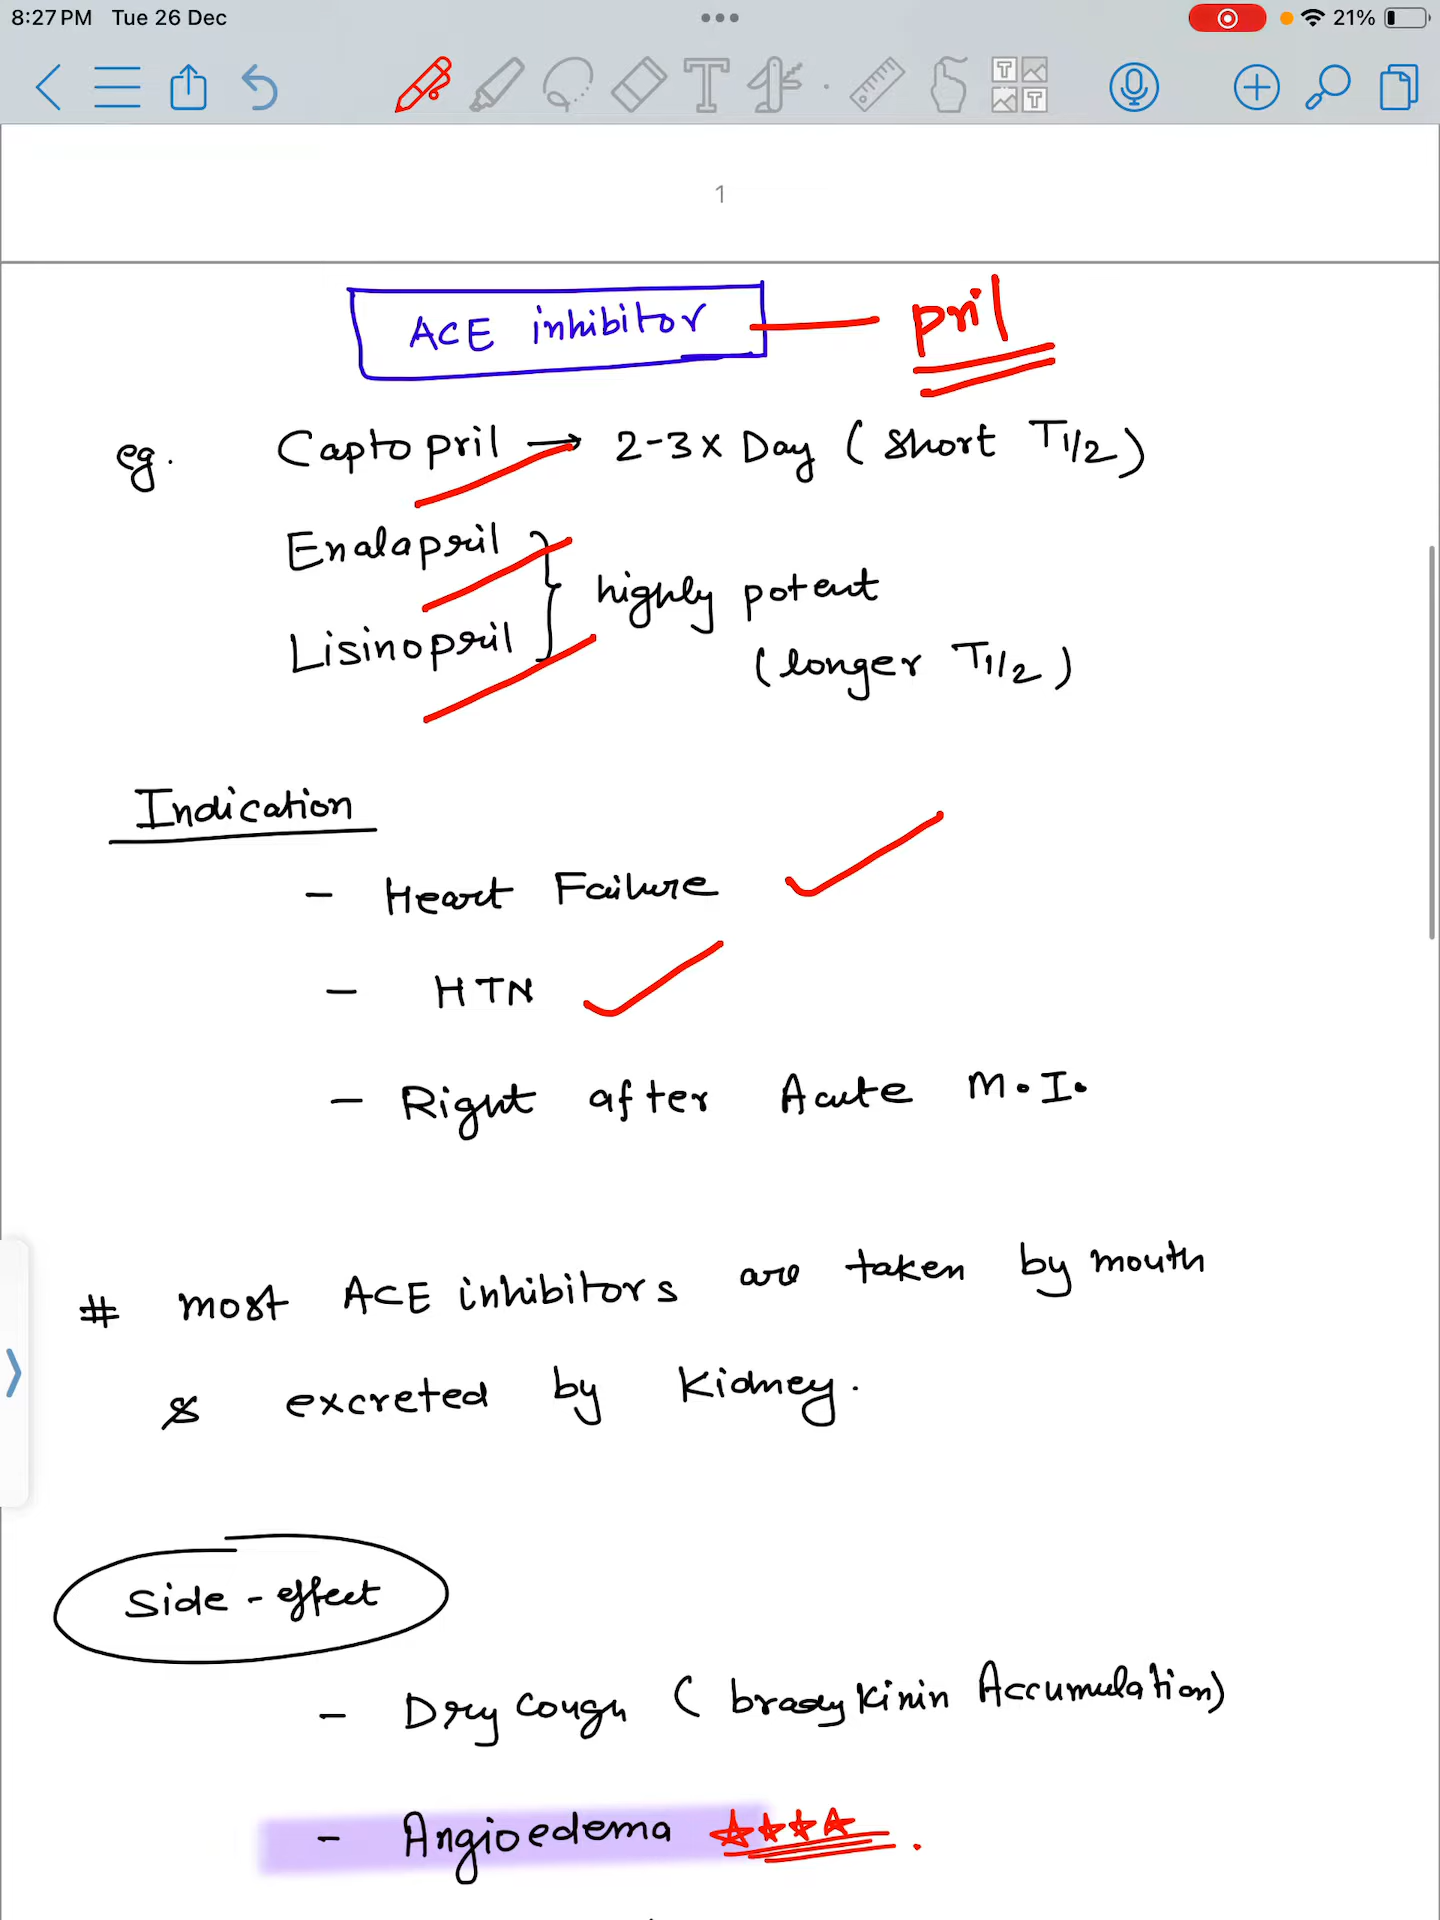 8:27 PM Tue 26 Dec
21%
1
ACE inhibitor — pril
eg. Captopril → 2-3x Day (short T1/2)
Enalapril
Lisinopril
highly potent
(longer T1/2)
Indication
- Heart Failure ✓
- HTN ✓
- Right after Acute M.I.
# most ACE inhibitors are taken by mouth
& excreted by Kidney.
Side-effect
- Dry cough (bradykinin Accumulation)
- Angioedema ☆☆☆☆.